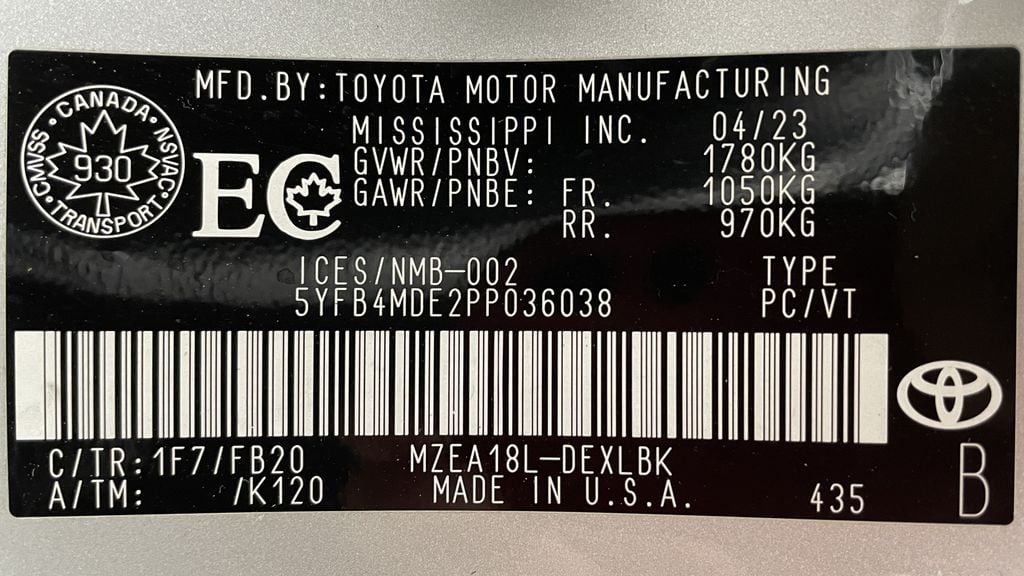 MFD.BY:TOYOTA MOTOR MANUFACTURING
MISSISSIPPI INC. 04/23
GVWR/PNBV: 1780KG
GAWR/PNBE: FR. 1050KG
RR. 970KG
CANADA • NSVAC • TRANSPORT • CMVSS •
930
EC
ICES/NMB-002 TYPE
5YFB4MDE2PP036038 PC/VT
C/TR:1F7/FB20 MZEA18L-DEXLBK
A/TM: /K120 MADE IN U.S.A. 435 B